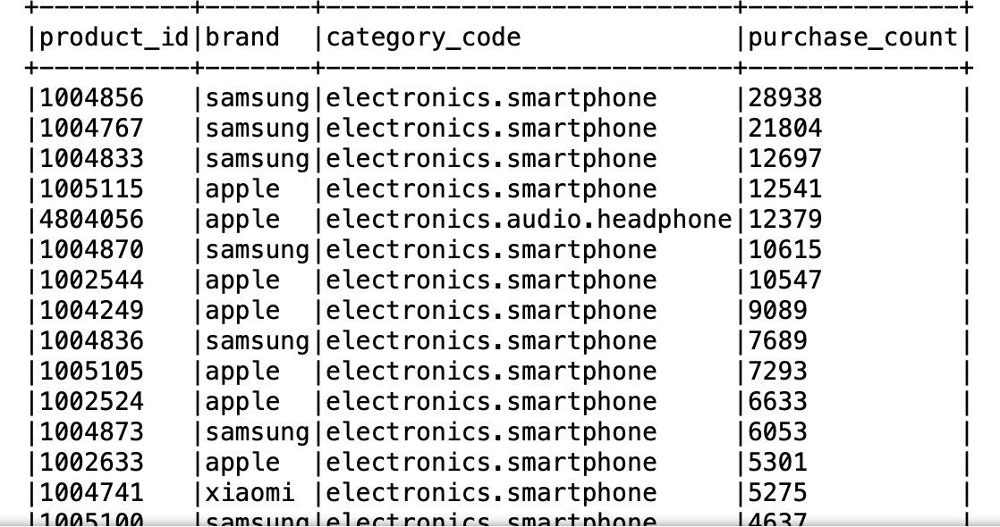 +----------+-------+----------------------------+--------------+
|product_id|brand  |category_code               |purchase_count|
+----------+-------+----------------------------+--------------+
|1004856   |samsung|electronics.smartphone      |28938         |
|1004767   |samsung|electronics.smartphone      |21804         |
|1004833   |samsung|electronics.smartphone      |12697         |
|1005115   |apple  |electronics.smartphone      |12541         |
|4804056   |apple  |electronics.audio.headphone|12379         |
|1004870   |samsung|electronics.smartphone      |10615         |
|1002544   |apple  |electronics.smartphone      |10547         |
|1004249   |apple  |electronics.smartphone      |9089          |
|1004836   |samsung|electronics.smartphone      |7689          |
|1005105   |apple  |electronics.smartphone      |7293          |
|1002524   |apple  |electronics.smartphone      |6633          |
|1004873   |samsung|electronics.smartphone      |6053          |
|1002633   |apple  |electronics.smartphone      |5301          |
|1004741   |xiaomi |electronics.smartphone      |5275          |
|1005100   |samsung|electronics.smartphone      |4637          |